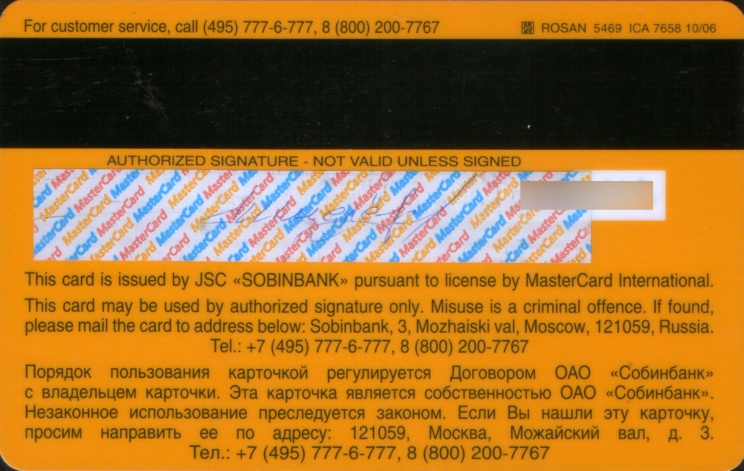 For customer service, call (495) 777-6-777, 8 (800) 200-7767
ROSAN 5469 ICA 7658 10/06
AUTHORIZED SIGNATURE - NOT VALID UNLESS SIGNED
MasterCard MasterCard MasterCard MasterCard MasterCard
This card is issued by JSC «SOBINBANK» pursuant to license by MasterCard International.
This card may be used by authorized signature only. Misuse is a criminal offence. If found,
please mail the card to address below: Sobinbank, 3, Mozhaiski val, Moscow, 121059, Russia.
Tel.: +7 (495) 777-6-777, 8 (800) 200-7767
Порядок пользования карточкой регулируется Договором ОАО «Собинбанк»
с владельцем карточки. Эта карточка является собственностью ОАО «Собинбанк».
Незаконное использование преследуется законом. Если Вы нашли эту карточку,
просим направить ее по адресу: 121059, Москва, Можайский вал, д. 3.
Тел.: +7 (495) 777-6-777, 8 (800) 200-7767